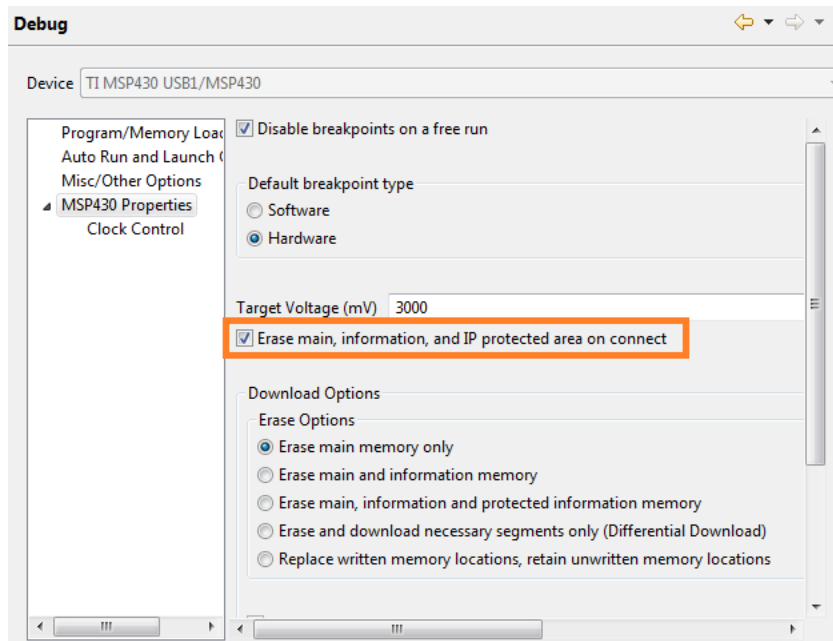 Debug
Device TI MSP430 USB1/MSP430
Program/Memory Load
Auto Run and Launch
Misc/Other Options
MSP430 Properties
Clock Control
Disable breakpoints on a free run
Default breakpoint type
Software
Hardware
Target Voltage (mV) 3000
Erase main, information, and IP protected area on connect
Download Options
Erase Options
Erase main memory only
Erase main and information memory
Erase main, information and protected information memory
Erase and download necessary segments only (Differential Download)
Replace written memory locations, retain unwritten memory locations